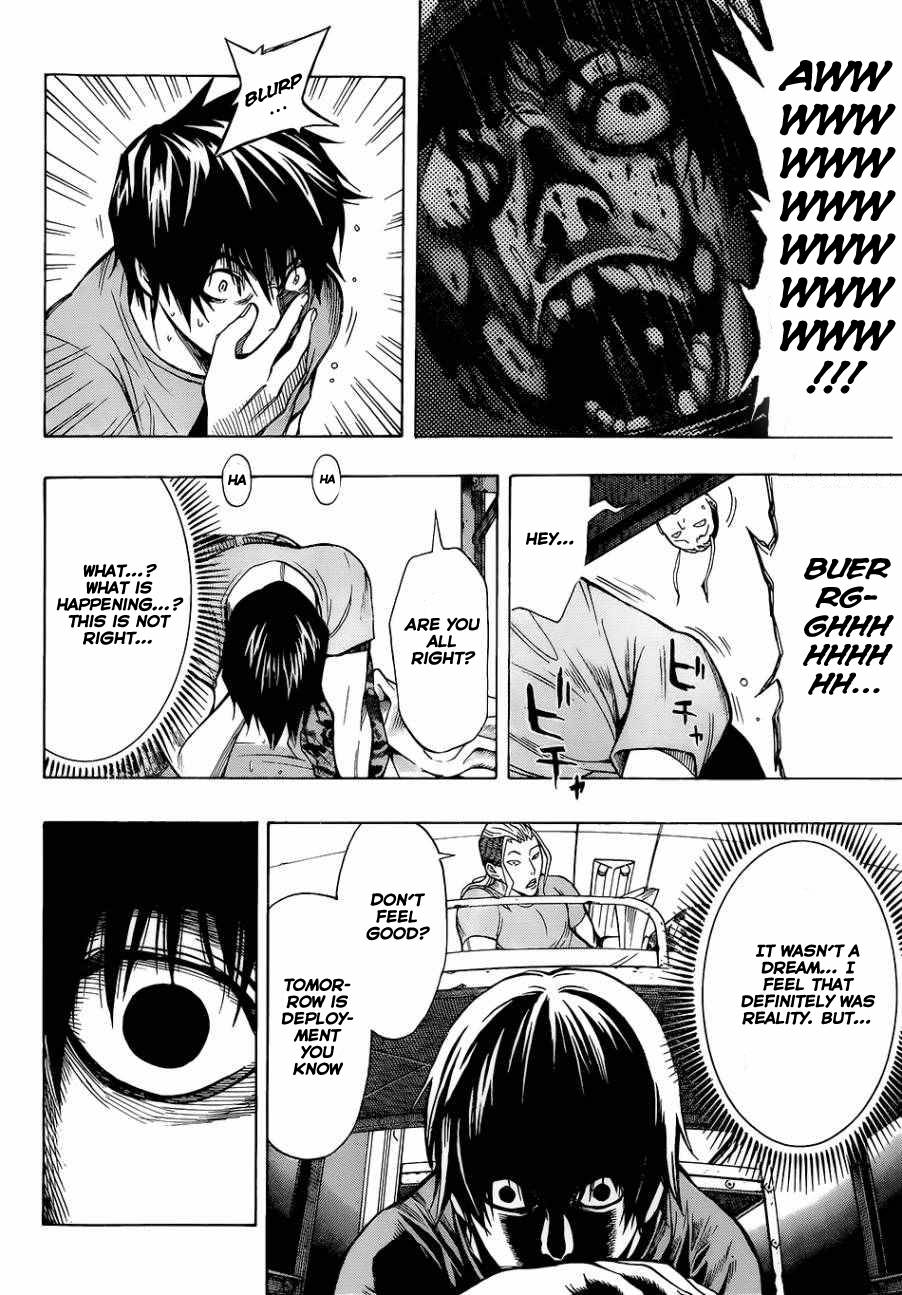 AWW
WWW
WWW
WWW
WWW
WWW
WWW
!!!
BLURP
...
BUER
RG-
GHHH
HHHH
HH...
HEY...
ビチャ
ビチャ
ARE YOU
ALL
RIGHT?
HA
HA
WHAT...?
WHAT IS
HAPPENING...?
THIS IS NOT
RIGHT...
IT WASN'T A
DREAM... I
FEEL THAT
DEFINITELY WAS
REALITY. BUT...
DON'T
FEEL
GOOD?
TOMOR-
ROW IS
DEPLOY-
MENT
YOU
KNOW